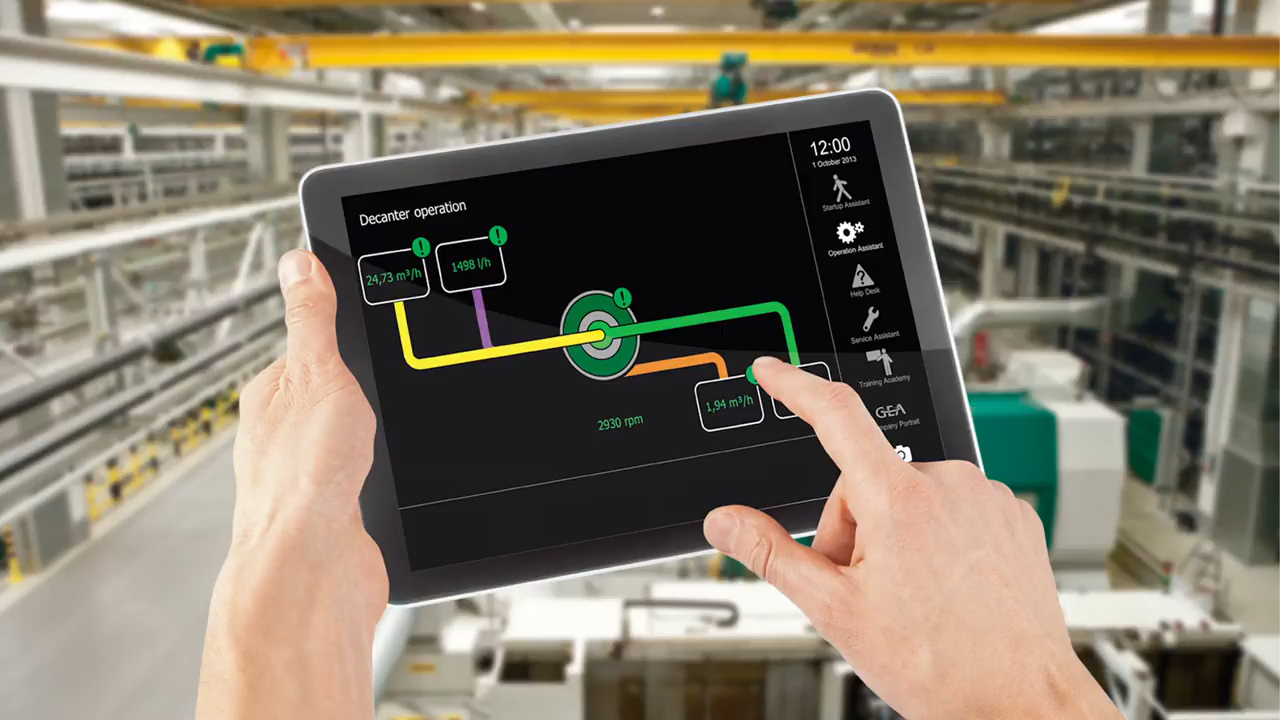 12:00
1 October 2013
Decanter operation
Startup Assistant
24,73 m³/h
1498 l/h
Operation Assistant
Help Desk
Service Assistant
Training Academy
1,94 m³/h
2930 rpm
GEA
Portrait